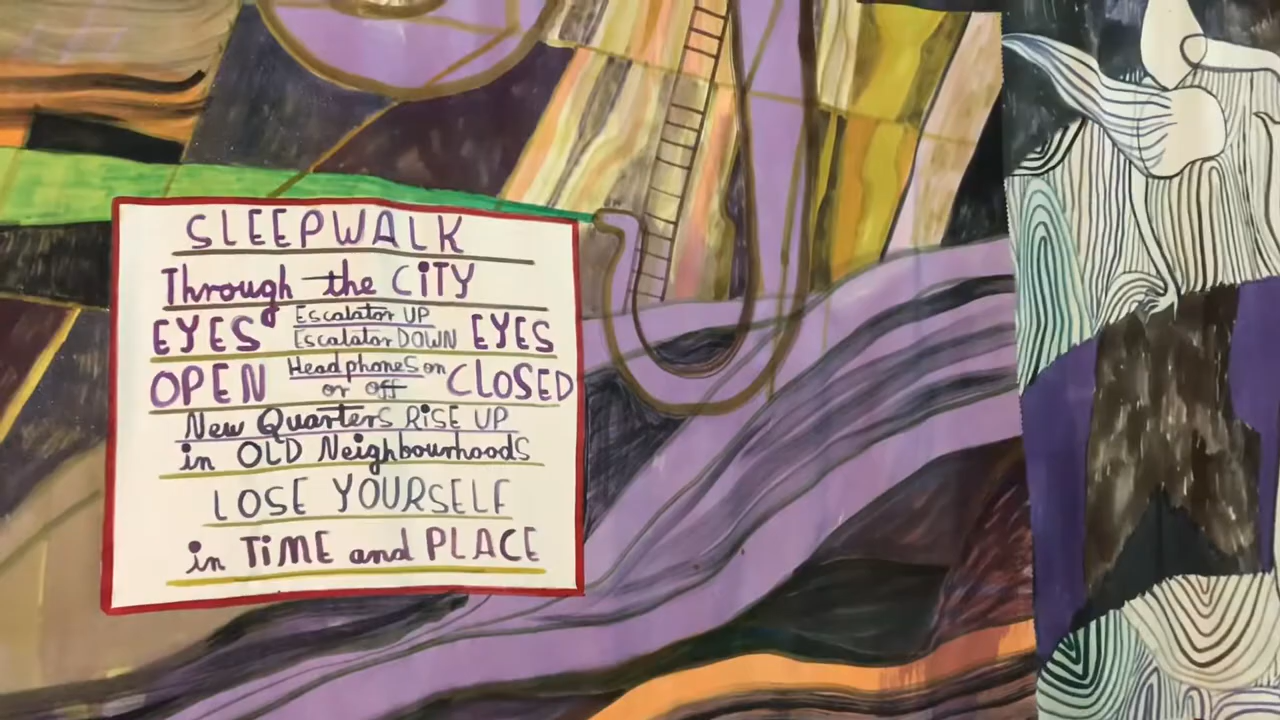 SLEEPWALK
Through the CITY
EYES Escalator UP EYES
Escalator DOWN
OPEN Headphones on CLOSED
or off
New Quarters RISE UP
in OLD Neighbourhoods
LOSE YOURSELF
in TIME and PLACE